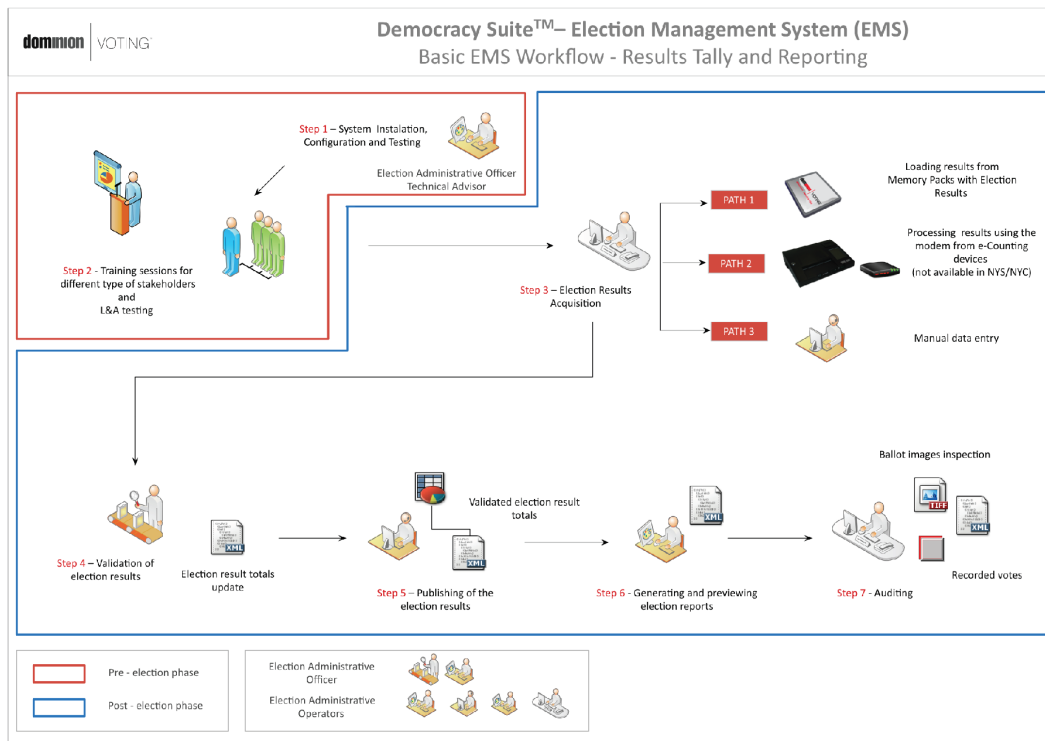 DOMINION VOTING
Democracy Suite™– Election Management System (EMS)
Basic EMS Workflow - Results Tally and Reporting
Step 1 – System Instalation,
Configuration and Testing
Election Administrative Officer
Technical Advisor
Step 2 - Training sessions for
different type of stakeholders
and
L&A testing
Step 3 – Election Results
Acquisition
PATH 1
Loading results from
Memory Packs with Election
Results
PATH 2
Processing results using the
modem from e-Counting
devices
(not available in NYS/NYC)
PATH 3
Manual data entry
Step 4 – Validation of
election results
XML
Election result totals
update
XML
Step 5 – Publishing of the
election results
Validated election result
totals
XML
Step 6 - Generating and previewing
election reports
Ballot images inspection
TIFF
XML
Step 7 - Auditing
Recorded votes
Pre - election phase
Post - election phase
Election Administrative
Officer
Election Administrative
Operators